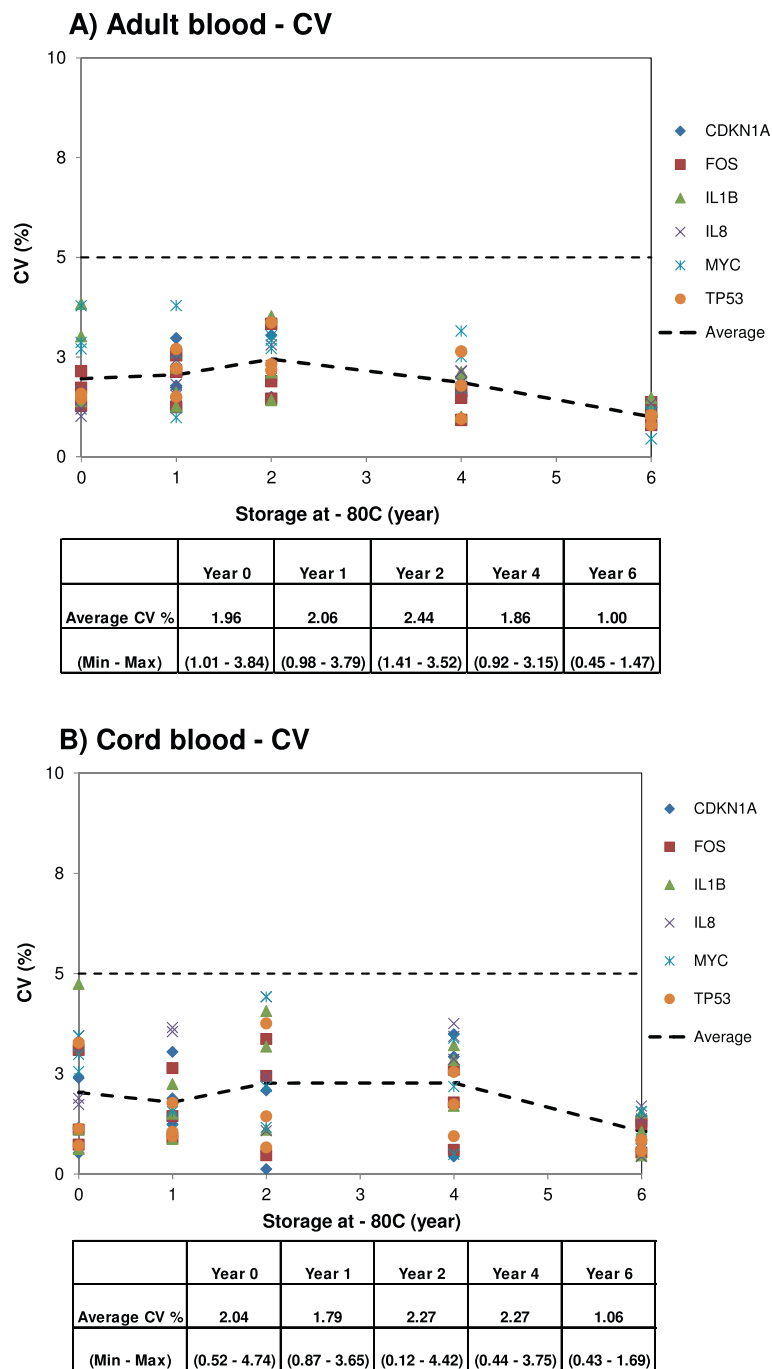 A) Adult blood - CV
10
8
5
3
0
CV (%)
0 1 2 3 4 5 6
Storage at - 80C (year)
CDKN1A
FOS
IL1B
IL8
MYC
TP53
Average
Year 0 Year 1 Year 2 Year 4 Year 6
Average CV % 1.96 2.06 2.44 1.86 1.00
(Min - Max) (1.01 - 3.84) (0.98 - 3.79) (1.41 - 3.52) (0.92 - 3.15) (0.45 - 1.47)
B) Cord blood - CV
10
8
5
3
0
CV (%)
0 1 2 3 4 5 6
Storage at - 80C (year)
CDKN1A
FOS
IL1B
IL8
MYC
TP53
Average
Year 0 Year 1 Year 2 Year 4 Year 6
Average CV % 2.04 1.79 2.27 2.27 1.06
(Min - Max) (0.52 - 4.74) (0.87 - 3.65) (0.12 - 4.42) (0.44 - 3.75) (0.43 - 1.69)